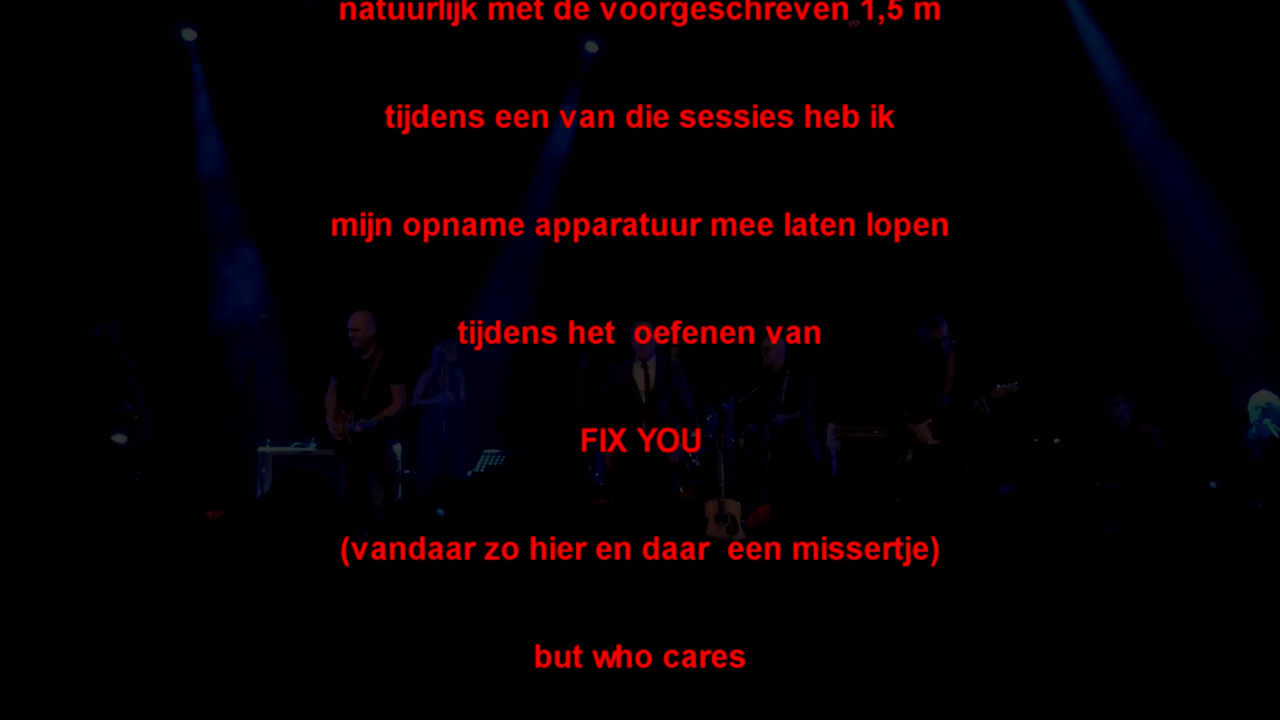 natuurlijk met de voorgeschreven 1,5 m
tijdens een van die sessies heb ik
mijn opname apparatuur mee laten lopen
tijdens het oefenen van
FIX YOU
(vandaar zo hier en daar een missertje)
but who cares